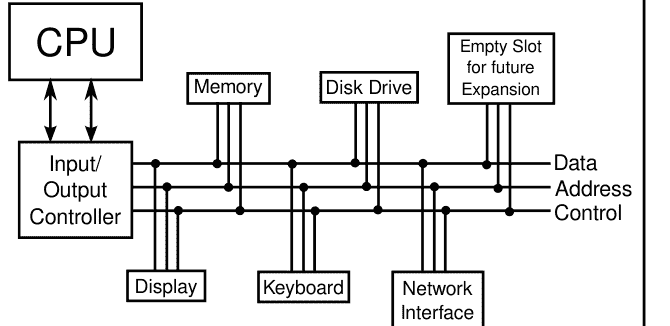 CPU
Memory
Disk Drive
Empty Slot
for future
Expansion
Input/
Output
Controller
Data
Address
Control
Display
Keyboard
Network
Interface